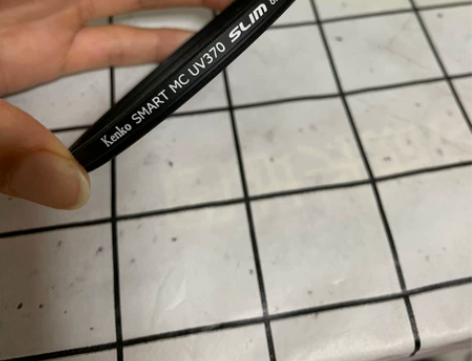 Kenko SMART MC UV370 SLIM